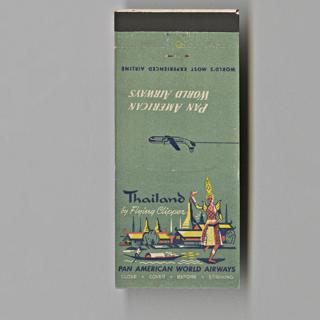 WORLD'S MOST EXPERIENCED AIRLINE
PAN AMERICAN
WORLD AIRWAYS
Thailand
by Flying Clipper
PAN AMERICAN WORLD AIRWAYS
CLOSE • COVER • BEFORE • STRIKING